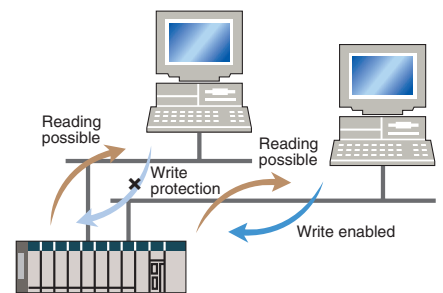 Reading
possible
Write
protection
Reading
possible
Write enabled